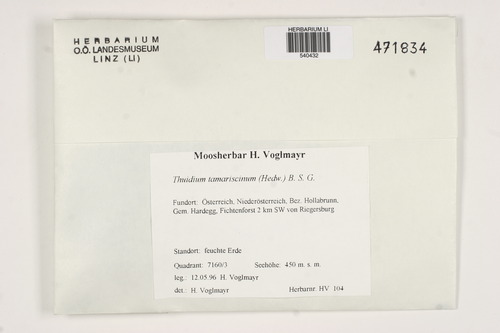 HERBARIUM
O.Ö. LANDESMUSEUM
LINZ (LI)
HERBARIUM LI
540432
471834
Moosherbar H. Voglmayr
Thuidium tamariscinum (Hedw.) B. S. G.
Fundort: Österreich, Niederösterreich, Bez. Hollabrunn,
Gem. Hardegg, Fichtenforst 2 km SW von Riegersburg
Standort: feuchte Erde
Quadrant: 7160/3 Seehöhe: 450 m. s. m.
leg.: 12.05.96 H. Voglmayr
det.: H. Voglmayr Herbarnr. HV 104